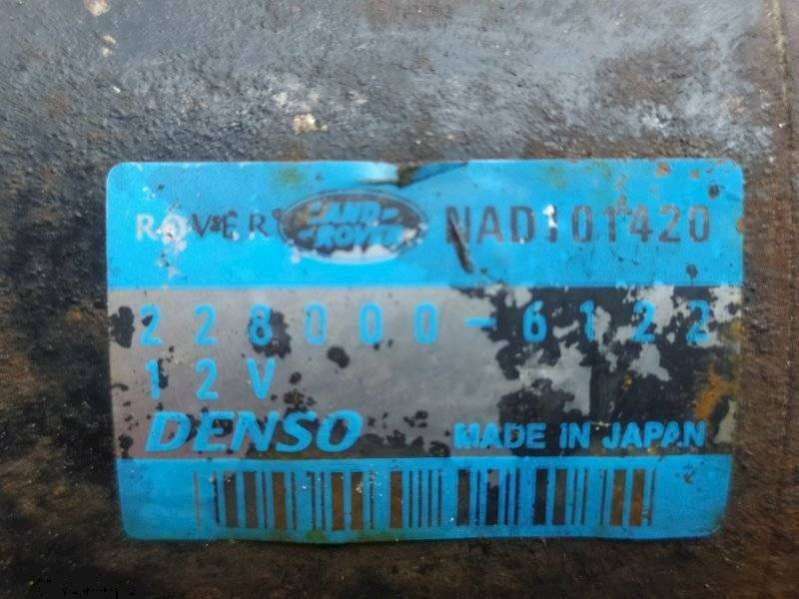 ROVER LAND ROVER NAD101420
228000-6122
12V
DENSO MADE IN JAPAN